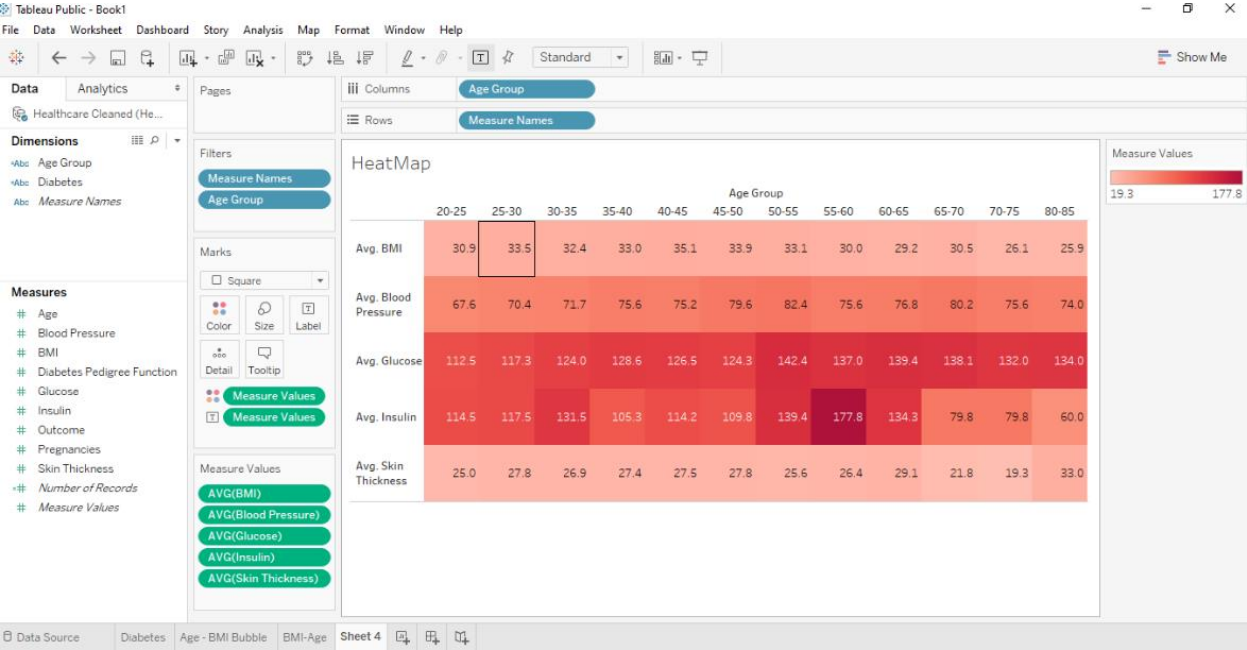 Tableau Public - Book1
File Data Worksheet Dashboard Story Analysis Map Format Window Help
Standard
Show Me
Data Analytics
Healthcare Cleaned (He...
Dimensions
Abc Age Group
Abc Diabetes
Abc Measure Names
Measures
# Age
# Blood Pressure
# BMI
# Diabetes Pedigree Function
# Glucose
# Insulin
# Outcome
# Pregnancies
# Skin Thickness
# Number of Records
# Measure Values
Pages
Filters
Measure Names
Age Group
Marks
Square
Color Size Label
Detail Tooltip
Measure Values
Measure Values
Measure Values
AVG(BMI)
AVG(Blood Pressure)
AVG(Glucose)
AVG(Insulin)
AVG(Skin Thickness)
Columns Age Group
Rows Measure Names
HeatMap
Age Group
20-25 25-30 30-35 35-40 40-45 45-50 50-55 55-60 60-65 65-70 70-75 80-85
Avg. BMI 30.9 33.5 32.4 33.0 35.1 33.9 33.1 30.0 29.2 30.5 26.1 25.9
Avg. Blood
Pressure 67.6 70.4 71.7 75.6 75.2 79.6 82.4 75.6 76.8 80.2 75.6 74.0
Avg. Glucose 112.5 117.3 124.0 128.6 126.5 124.3 142.4 137.0 139.4 138.1 132.0 134.0
Avg. Insulin 114.5 117.5 131.5 105.3 114.2 109.8 139.4 177.8 134.3 79.8 79.8 60.0
Avg. Skin
Thickness 25.0 27.8 26.9 27.4 27.5 27.8 25.6 26.4 29.1 21.8 19.3 33.0
Measure Values
19.3 177.8
Data Source Diabetes Age - BMI Bubble BMI-Age Sheet 4